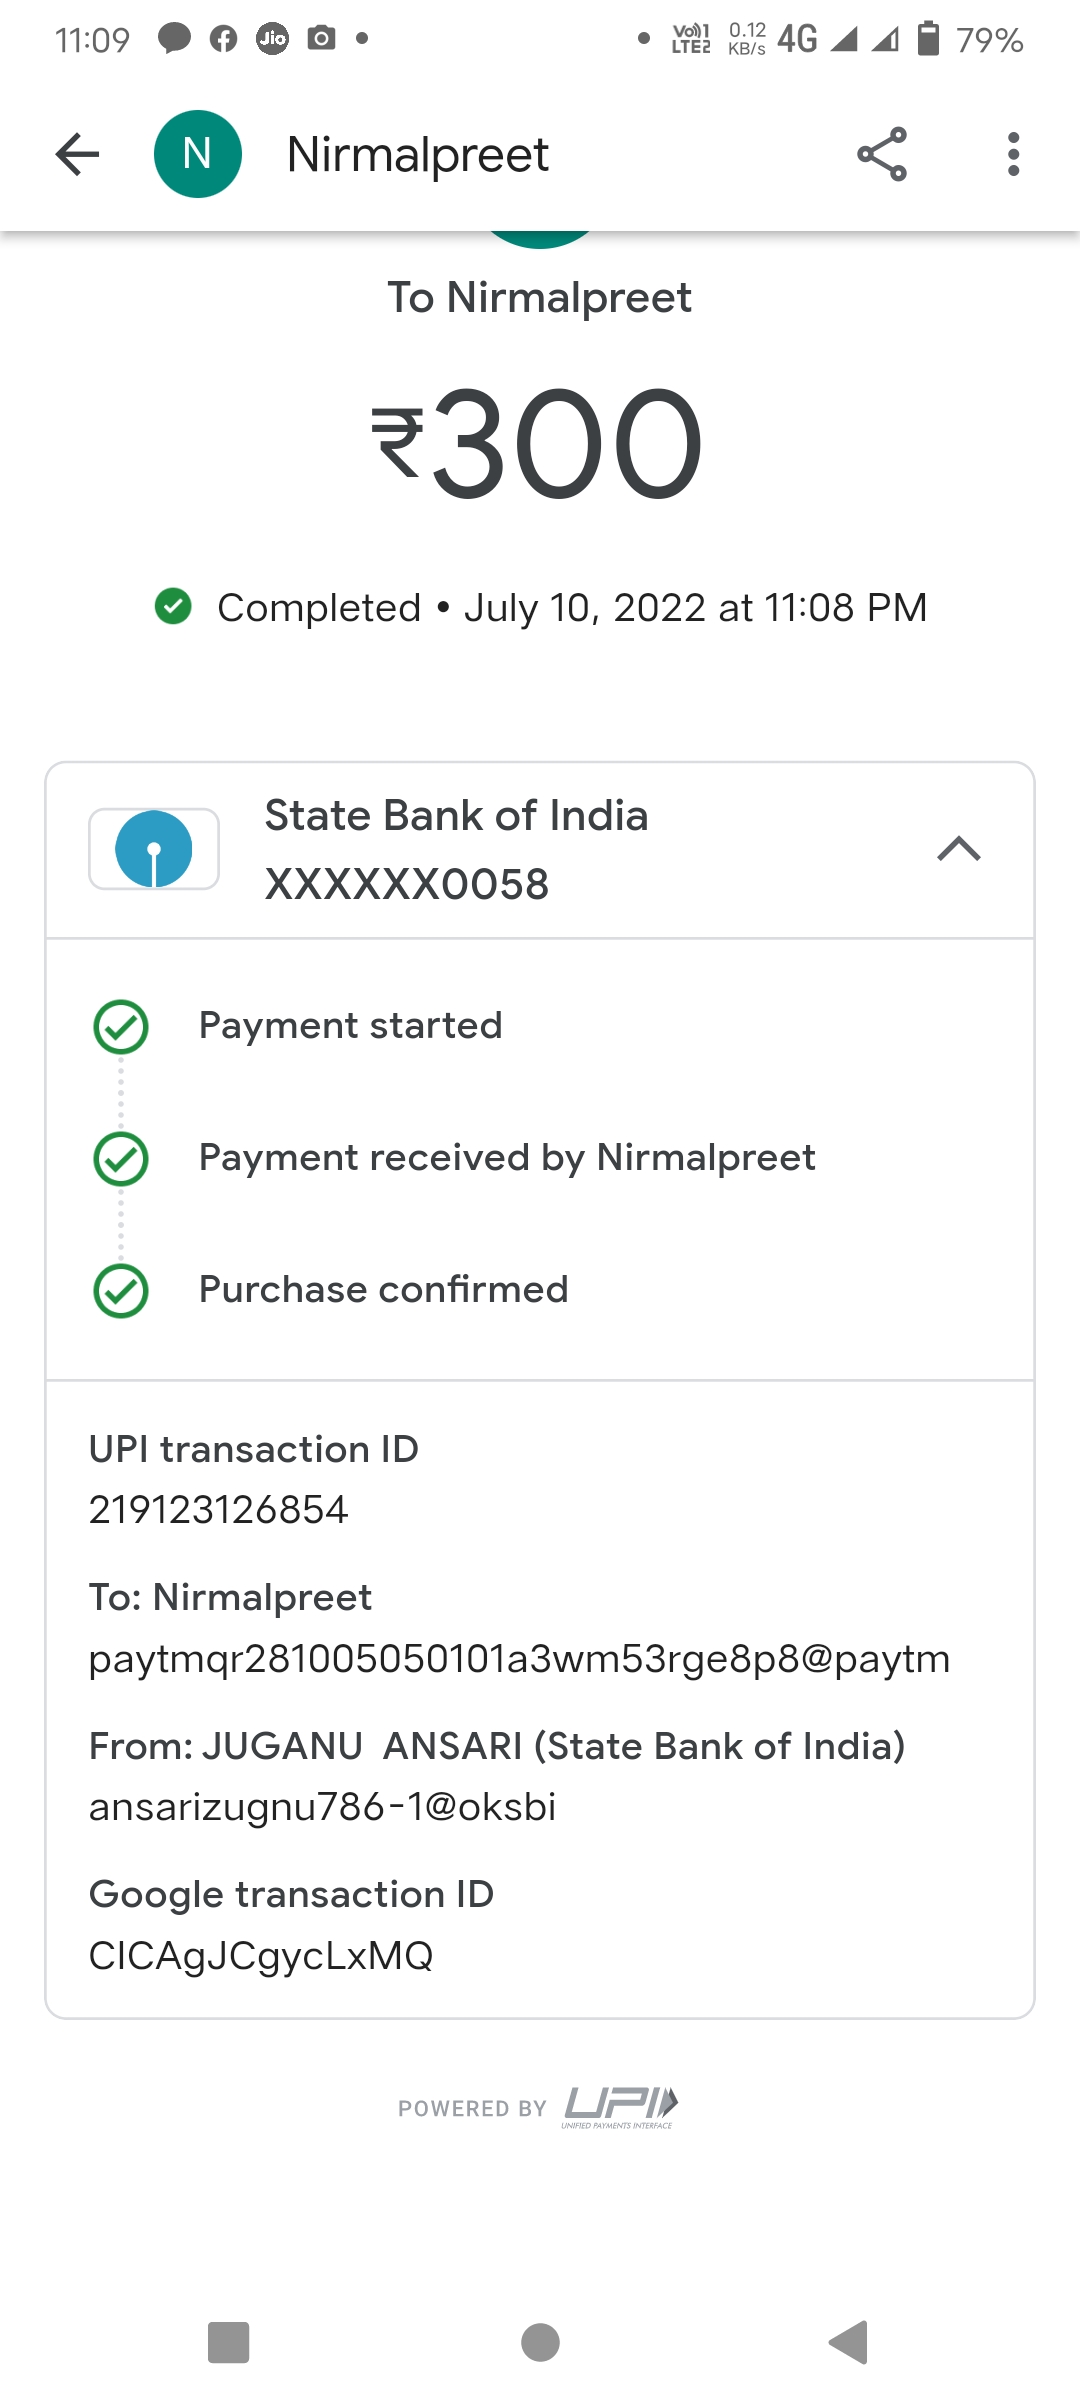 11:09
Jio
Vo)) 1 LTE2
0.12 KB/s
4G
79%
N
Nirmalpreet
To Nirmalpreet
₹300
Completed • July 10, 2022 at 11:08 PM
State Bank of India
XXXXXX0058
Payment started
Payment received by Nirmalpreet
Purchase confirmed
UPI transaction ID
219123126854
To: Nirmalpreet
paytmqr281005050101a3wm53rge8p8@paytm
From: JUGANU  ANSARI (State Bank of India)
ansarizugnu786-1@oksbi
Google transaction ID
CICAgJCgycLxMQ
POWERED BY UPI
UNIFIED PAYMENTS INTERFACE